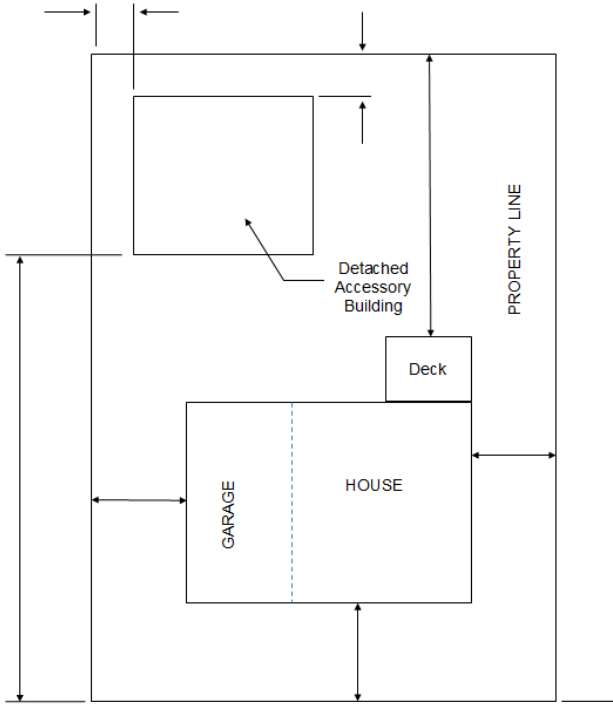 PROPERTY LINE
Detached
Accessory
Building
Deck
HOUSE
GARAGE